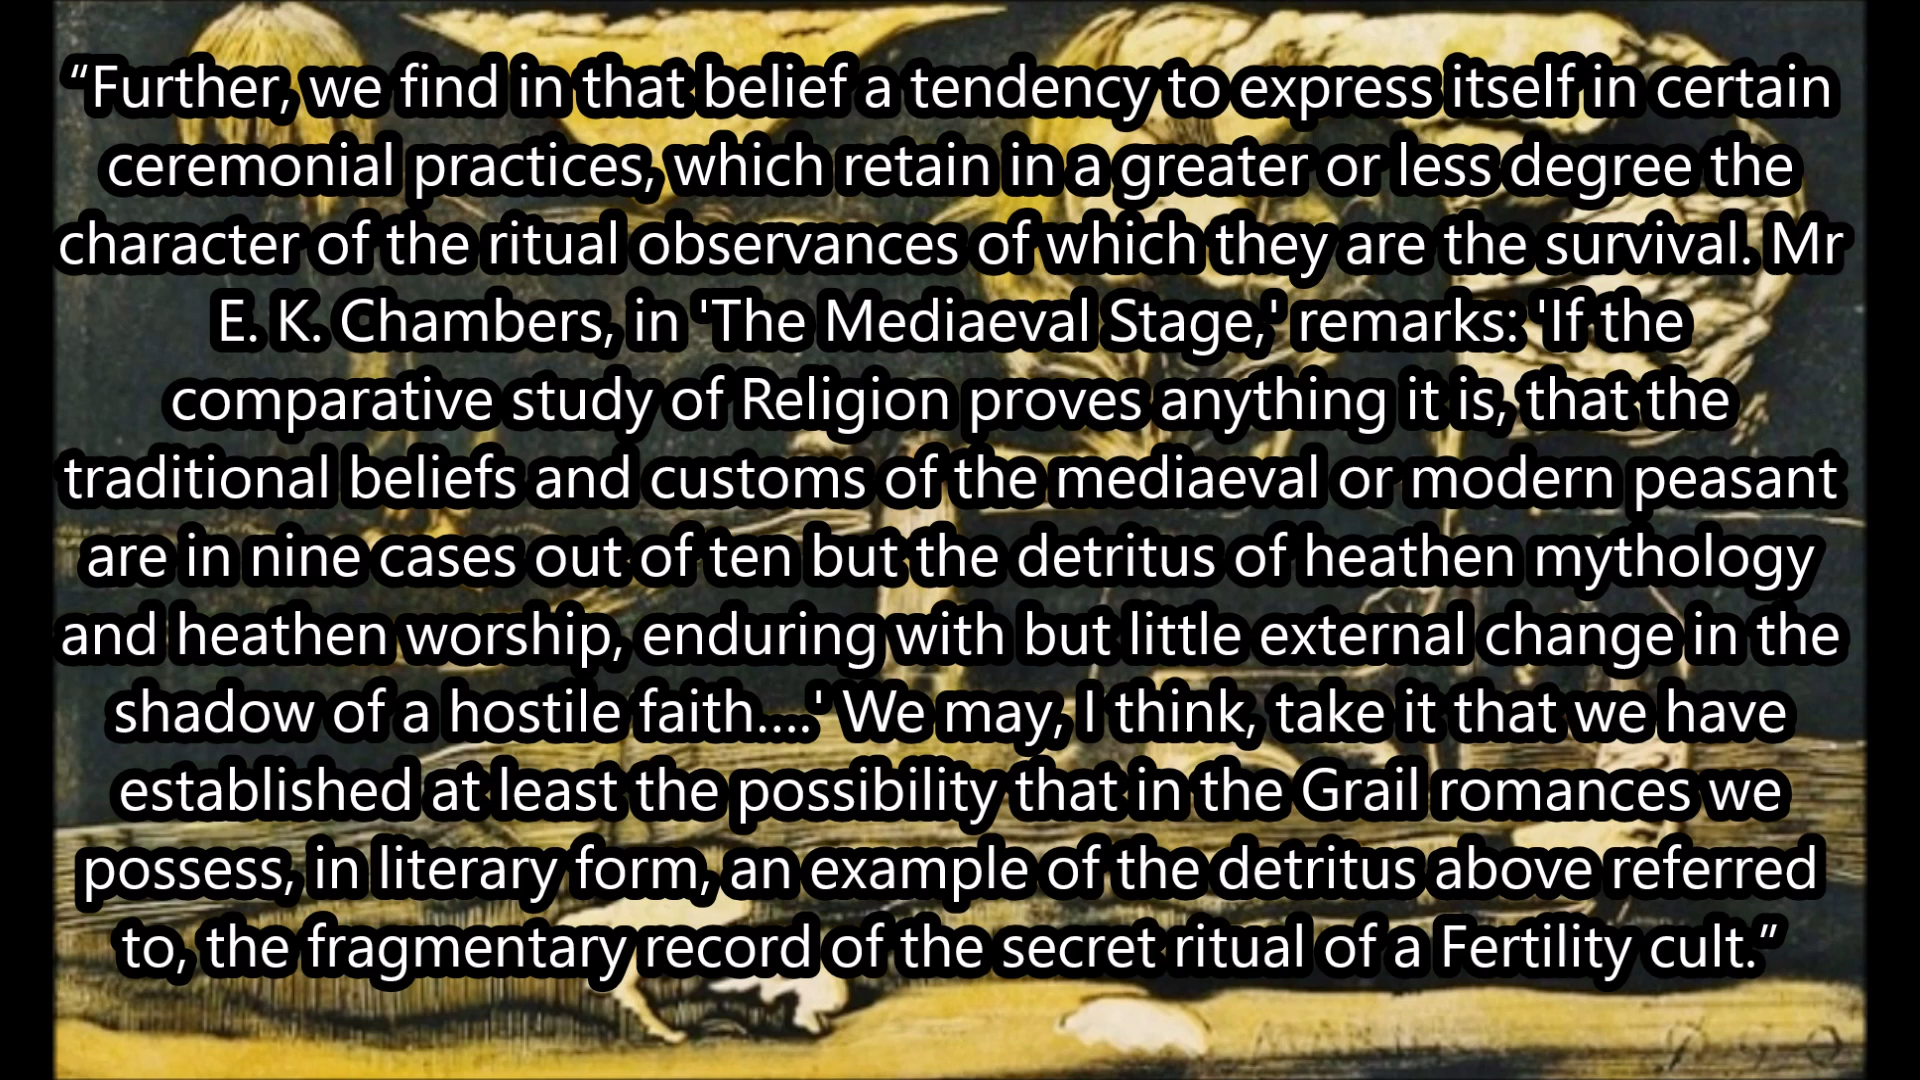 “Further, we find in that belief a tendency to express itself in certain
ceremonial practices, which retain in a greater or less degree the
character of the ritual observances of which they are the survival. Mr
E. K. Chambers, in 'The Mediaeval Stage,' remarks: 'If the
comparative study of Religion proves anything it is, that the
traditional beliefs and customs of the mediaeval or modern peasant
are in nine cases out of ten but the detritus of heathen mythology
and heathen worship, enduring with but little external change in the
shadow of a hostile faith....' We may, I think, take it that we have
established at least the possibility that in the Grail romances we
possess, in literary form, an example of the detritus above referred
to, the fragmentary record of the secret ritual of a Fertility cult.”